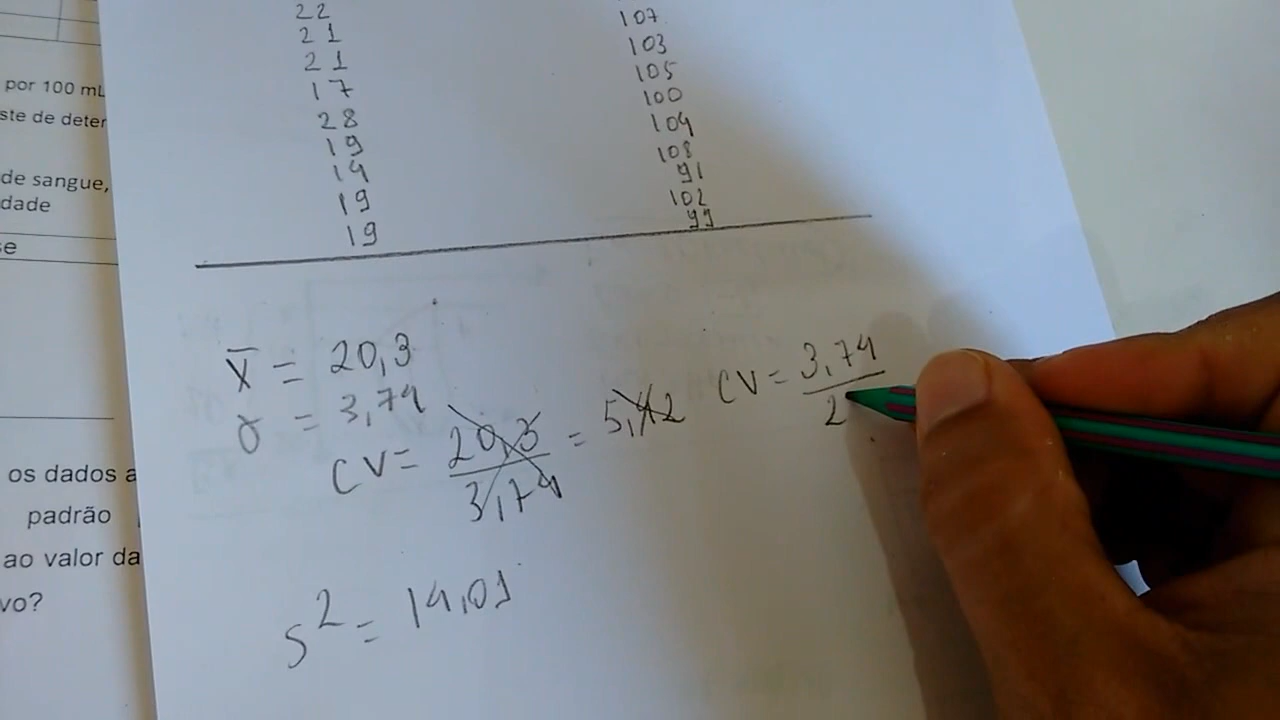 por 100 mL
ste de deter
de sangue,
dade
se
os dados a
padrão
ao valor da
vo?
22 107
21 103
21 105
17 100
28 104
19 108
14 91
19 102
19 99
x̄ = 20,3
σ = 3,74
CV = 20,3 / 3,74 = 5,42 CV = 3,74 / 2
S² = 14,01